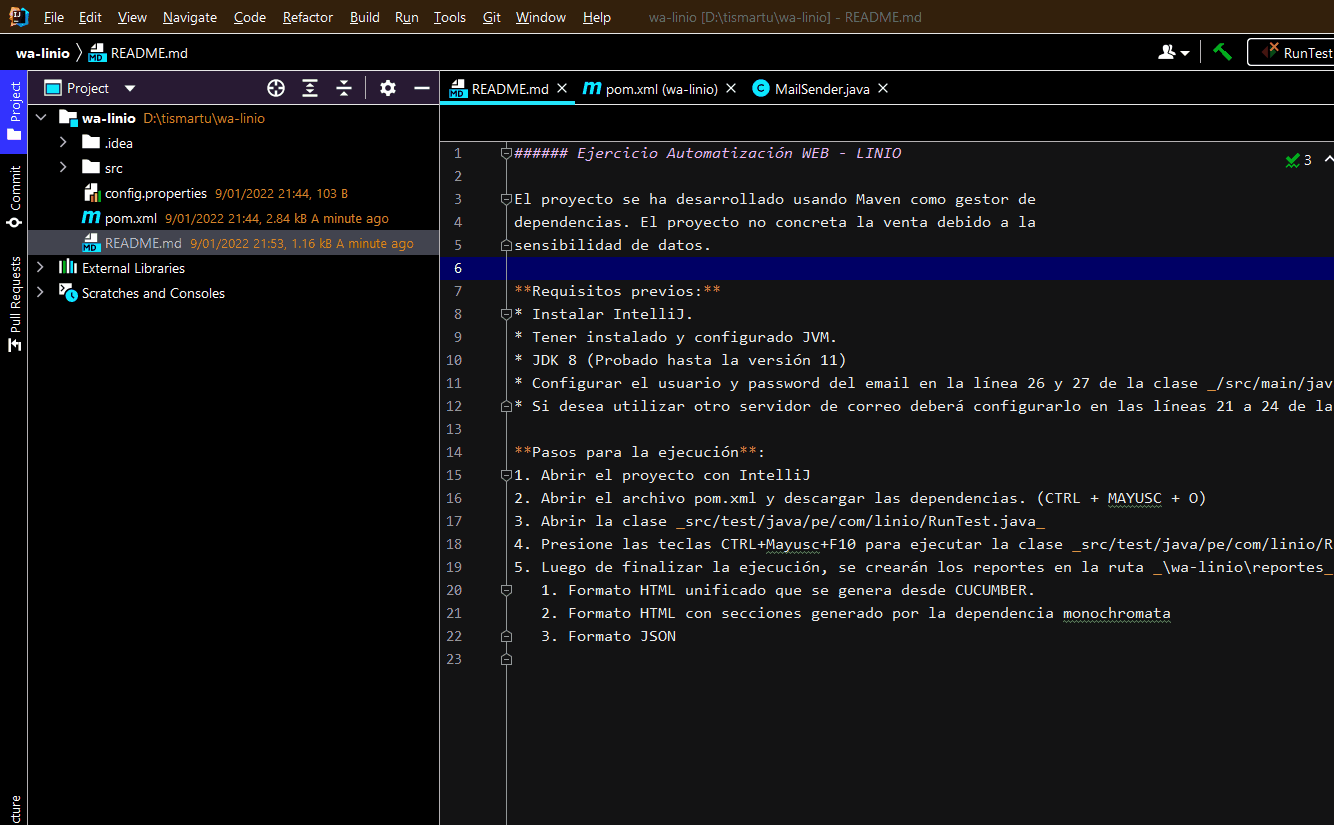 File Edit View Navigate Code Refactor Build Run Tools Git Window Help wa-linio [D:\tismartu\wa-linio] - README.md
wa-linio README.md RunTest
Project
README.md pom.xml (wa-linio) MailSender.java
Project
Commit
Pull Requests
cture
wa-linio D:\tismartu\wa-linio
.idea
src
config.properties 9/01/2022 21:44, 103 B
pom.xml 9/01/2022 21:44, 2.84 kB A minute ago
README.md 9/01/2022 21:53, 1.16 kB A minute ago
External Libraries
Scratches and Consoles
3
1 ###### Ejercicio Automatización WEB - LINIO
2
3 El proyecto se ha desarrollado usando Maven como gestor de
4 dependencias. El proyecto no concreta la venta debido a la
5 sensibilidad de datos.
6
7 **Requisitos previos:**
8 * Instalar IntelliJ.
9 * Tener instalado y configurado JVM.
10 * JDK 8 (Probado hasta la versión 11)
11 * Configurar el usuario y password del email en la línea 26 y 27 de la clase _/src/main/jav
12 * Si desea utilizar otro servidor de correo deberá configurarlo en las líneas 21 a 24 de la
13
14 **Pasos para la ejecución**:
15 1. Abrir el proyecto con IntelliJ
16 2. Abrir el archivo pom.xml y descargar las dependencias. (CTRL + MAYUSC + O)
17 3. Abrir la clase _src/test/java/pe/com/linio/RunTest.java_
18 4. Presione las teclas CTRL+Mayusc+F10 para ejecutar la clase _src/test/java/pe/com/linio/R
19 5. Luego de finalizar la ejecución, se crearán los reportes en la ruta _\wa-linio\reportes_
20 1. Formato HTML unificado que se genera desde CUCUMBER.
21 2. Formato HTML con secciones generado por la dependencia monochromata
22 3. Formato JSON
23